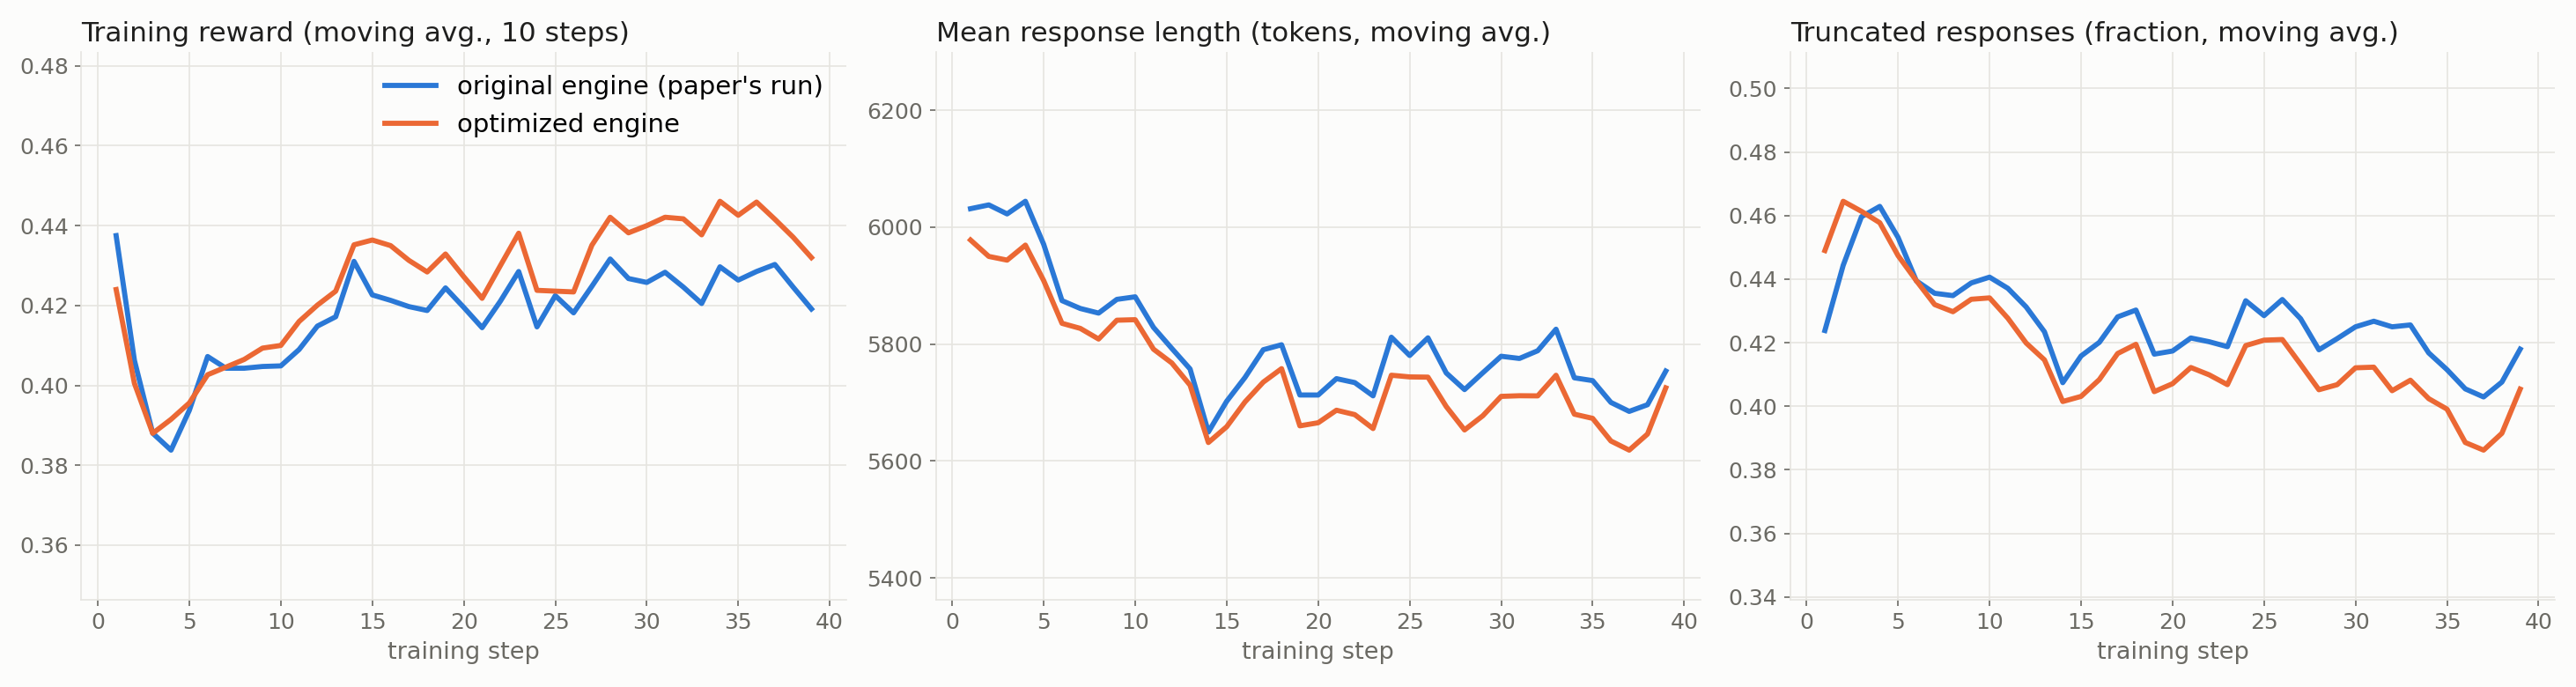 Training reward (moving avg., 10 steps)
0.48
0.46
0.44
0.42
0.40
0.38
0.36
original engine (paper's run)
optimized engine
0 5 10 15 20 25 30 35 40
training step
Mean response length (tokens, moving avg.)
6200
6000
5800
5600
5400
0 5 10 15 20 25 30 35 40
training step
Truncated responses (fraction, moving avg.)
0.50
0.48
0.46
0.44
0.42
0.40
0.38
0.36
0.34
0 5 10 15 20 25 30 35 40
training step